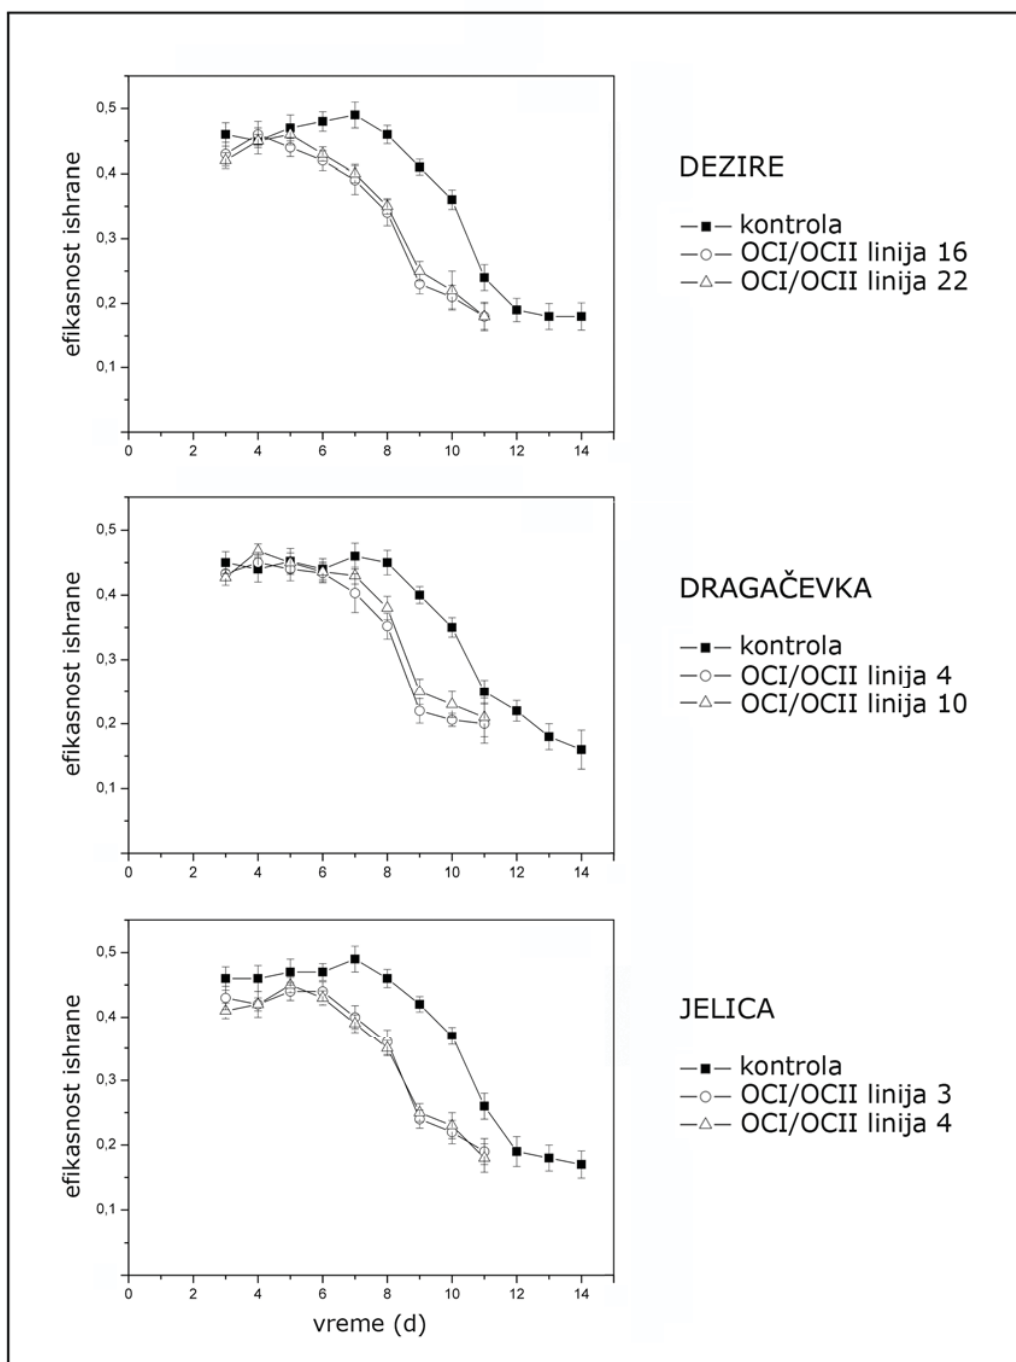 efikasnost ishrane
0,5
0,4
0,3
0,2
0,1
0 2 4 6 8 10 12 14
DEZIRE
kontrola
OCI/OCII linija 16
OCI/OCII linija 22
efikasnost ishrane
0,5
0,4
0,3
0,2
0,1
0 2 4 6 8 10 12 14
DRAGAČEVKA
kontrola
OCI/OCII linija 4
OCI/OCII linija 10
efikasnost ishrane
0,5
0,4
0,3
0,2
0,1
0 2 4 6 8 10 12 14
vreme (d)
JELICA
kontrola
OCI/OCII linija 3
OCI/OCII linija 4